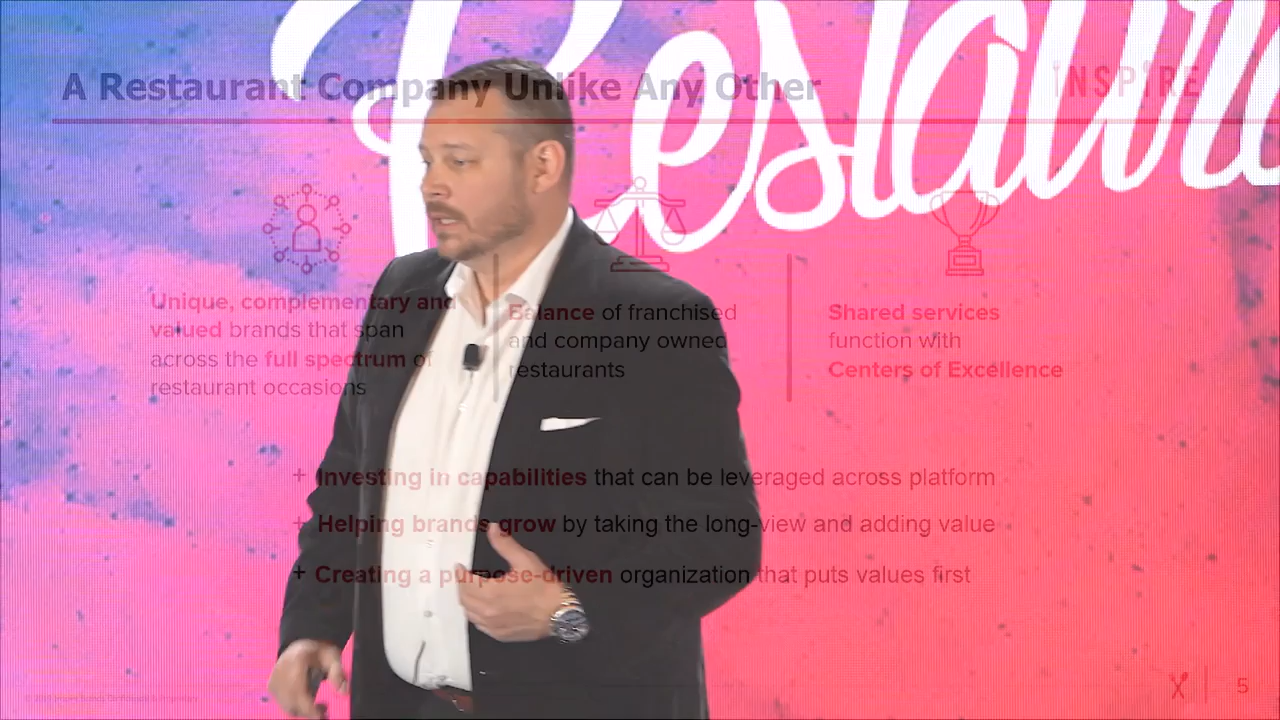 Restaura
A Restaurant Company Unlike Any Other
INSPIRE
Unique, complementary and
valued brands that span
across the full spectrum of
restaurant occasions
Balance of franchised
and company owned
restaurants
Shared services
function with
Centers of Excellence
+ Investing in capabilities that can be leveraged across platform
+ Helping brands grow by taking the long-view and adding value
+ Creating a purpose-driven organization that puts values first
5